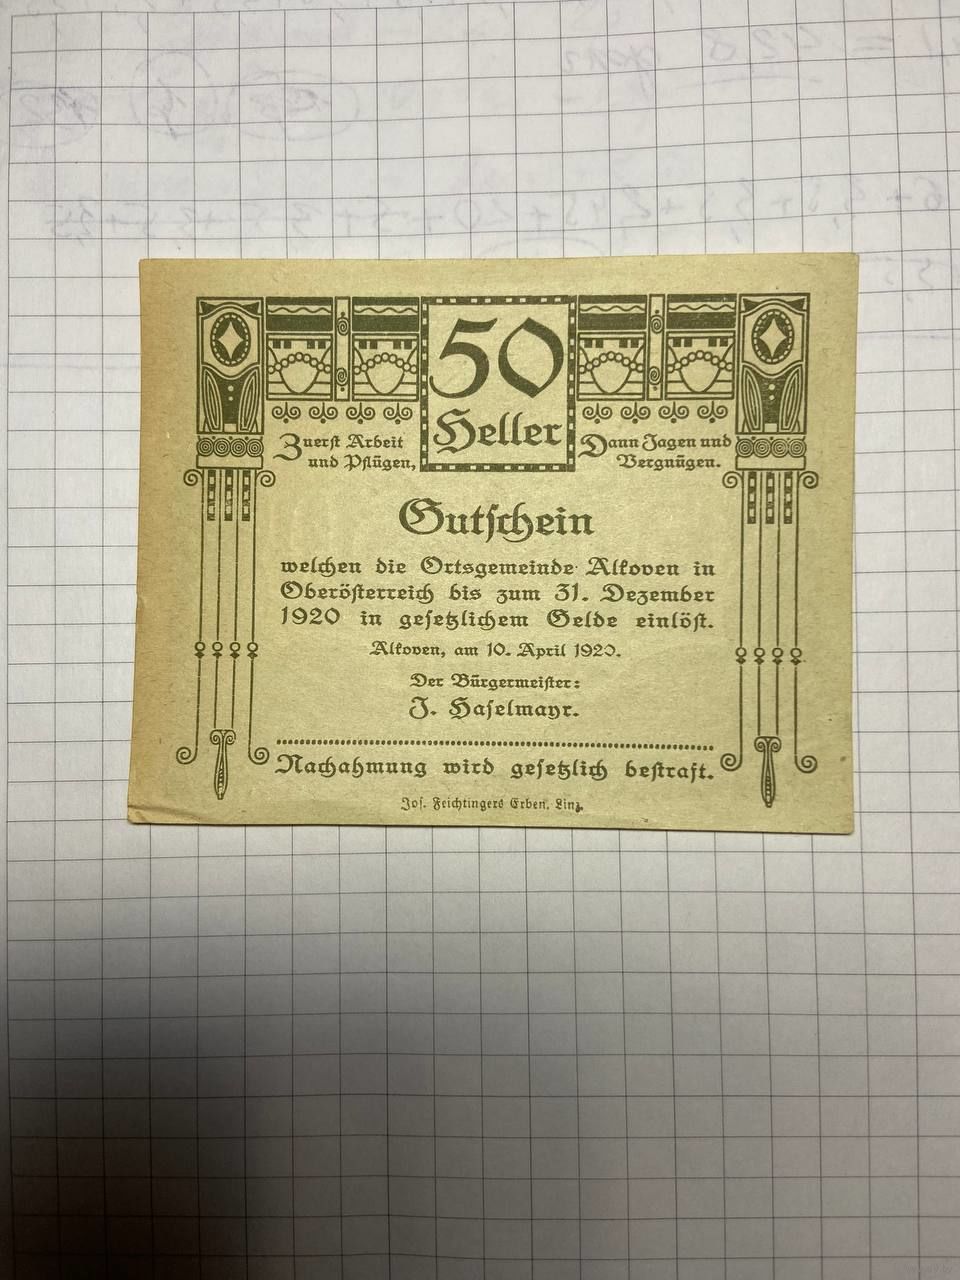 50
Heller
Zuerst Arbeit
und Pflügen,
Dann Jagen und
Vergnügen.
Gutschein
welchen die Ortsgemeinde Alkoven in
Oberösterreich bis zum 31. Dezember
1920 in gesetzlichem Gelde einlöst.
Alkoven, am 10. April 1920.
Der Bürgermeister:
J. Haselmayr.
Nachahmung wird gesetzlich bestraft.
Jos. Feichtingers Erben, Linz.